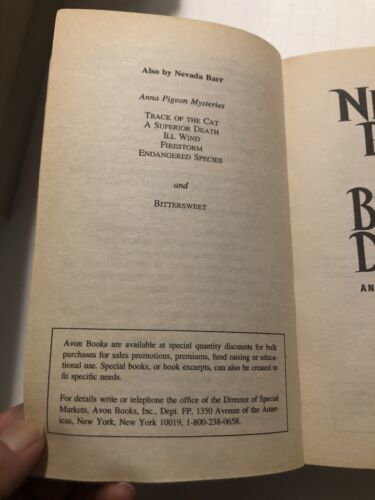 Also by Nevada Barr
Anna Pigeon Mysteries
TRACK OF THE CAT
A SUPERIOR DEATH
ILL WIND
FIRESTORM
ENDANGERED SPECIES
and
BITTERSWEET
Avon Books are available at special quantity discounts for bulk
purchases for sales promotions, premiums, fund raising or educa-
tional use. Special books, or book excerpts, can also be created to
fit specific needs.
For details write or telephone the office of the Director of Special
Markets, Avon Books, Inc., Dept. FP, 1350 Avenue of the Amer-
icas, New York, New York 10019, 1-800-238-0658.
N
B
B
D
AN